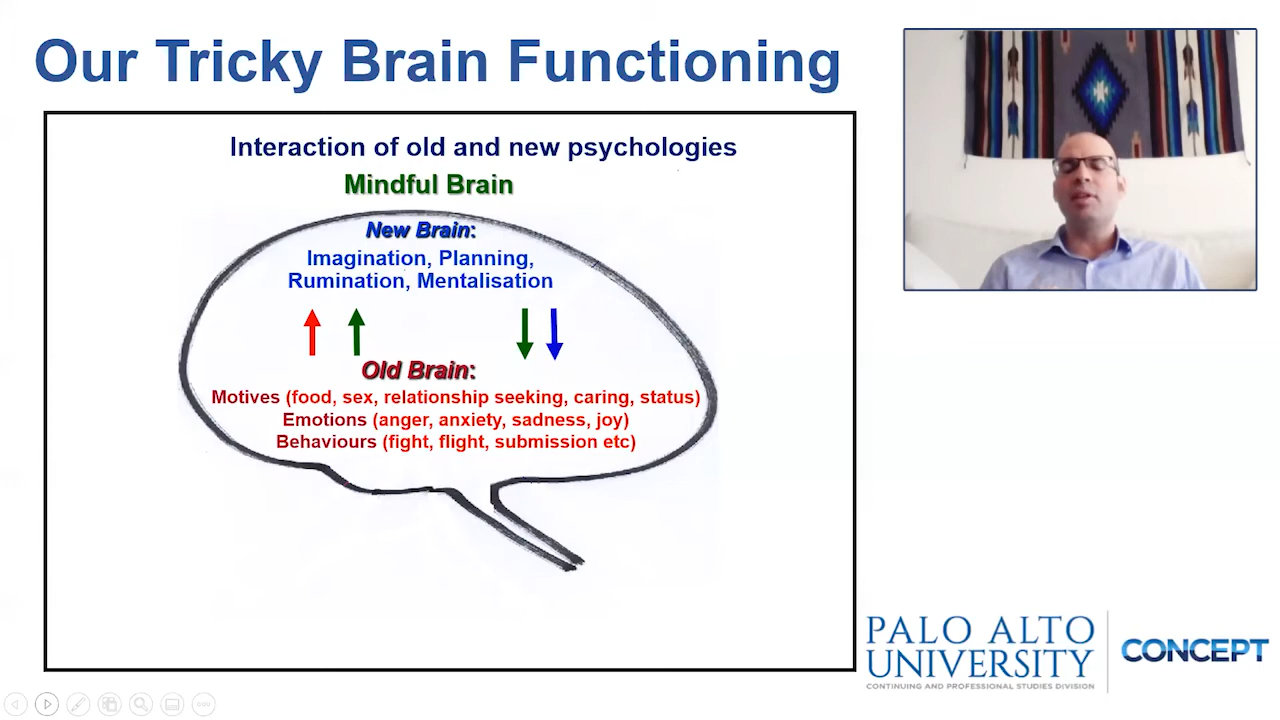 Our Tricky Brain Functioning
Interaction of old and new psychologies
Mindful Brain
New Brain:
Imagination, Planning,
Rumination, Mentalisation
Old Brain:
Motives (food, sex, relationship seeking, caring, status)
Emotions (anger, anxiety, sadness, joy)
Behaviours (fight, flight, submission etc)
PALO ALTO
UNIVERSITY
CONTINUING AND PROFESSIONAL STUDIES DIVISION
CONCEPT